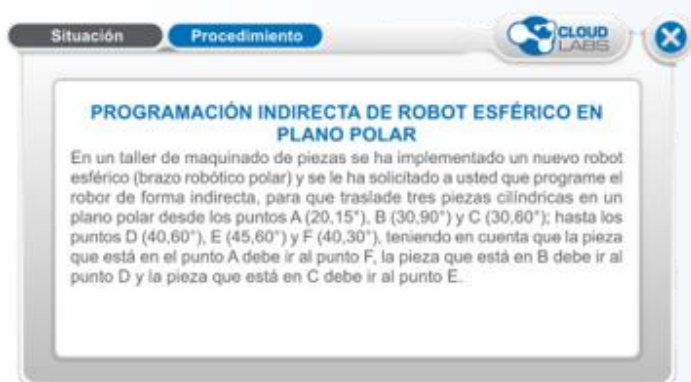 Situación
Procedimiento
CLOUD
LABS
PROGRAMACIÓN INDIRECTA DE ROBOT ESFÉRICO EN
PLANO POLAR
En un taller de maquinado de piezas se ha implementado un nuevo robot
esférico (brazo robótico polar) y se le ha solicitado a usted que programe el
robor de forma indirecta, para que traslade tres piezas cilíndricas en un
plano polar desde los puntos A (20,15°), B (30,90°) y C (30,60°); hasta los
puntos D (40,60°), E (45,60°) y F (40,30°), teniendo en cuenta que la pieza
que está en el punto A debe ir al punto F, la pieza que está en B debe ir al
punto D y la pieza que está en C debe ir al punto E.